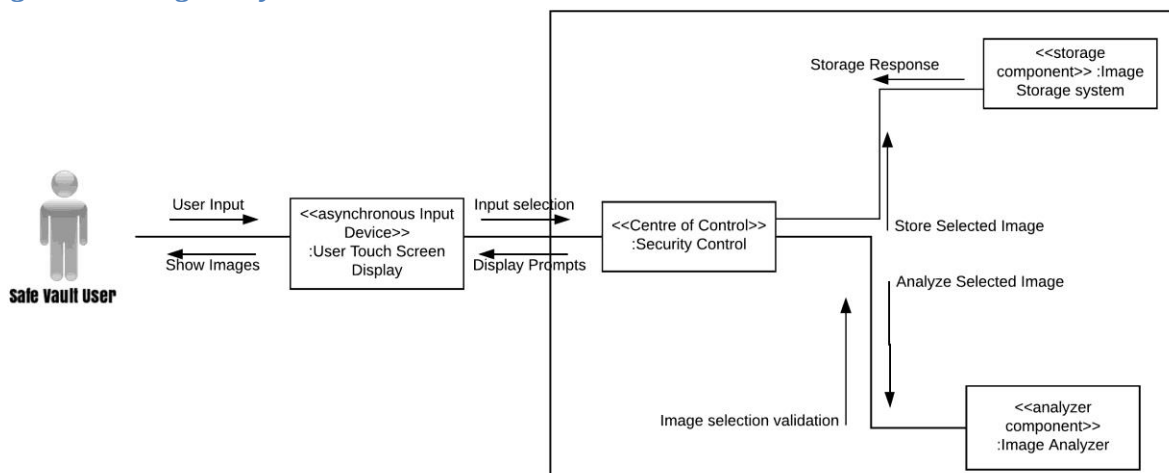 <<storage
component>> :Image
Storage system
Storage Response
User Input
<<asynchronous Input
Device>>
:User Touch Screen
Display
Input selection
<<Centre of Control>>
:Security Control
Store Selected Image
Show Images
Display Prompts
Safe Vault User
Analyze Selected Image
Image selection validation
<<analyzer
component>>
:Image Analyzer